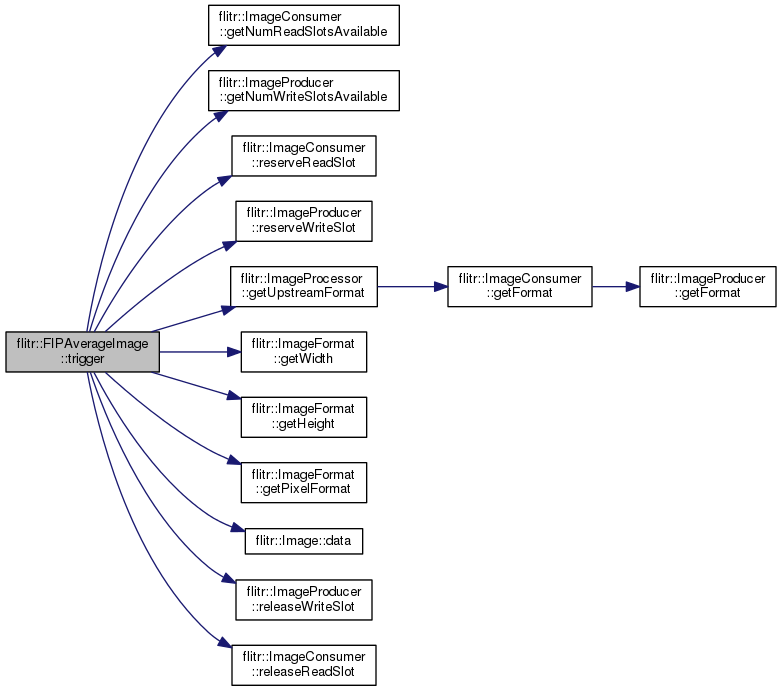 flitr::ImageConsumer
::getNumReadSlotsAvailable
flitr::ImageProducer
::getNumWriteSlotsAvailable
flitr::ImageConsumer
::reserveReadSlot
flitr::ImageProducer
::reserveWriteSlot
flitr::ImageProcessor
::getUpstreamFormat
flitr::ImageConsumer
::getFormat
flitr::ImageProducer
::getFormat
flitr::FIPAverageImage
::trigger
flitr::ImageFormat
::getWidth
flitr::ImageFormat
::getHeight
flitr::ImageFormat
::getPixelFormat
flitr::Image::data
flitr::ImageProducer
::releaseWriteSlot
flitr::ImageConsumer
::releaseReadSlot